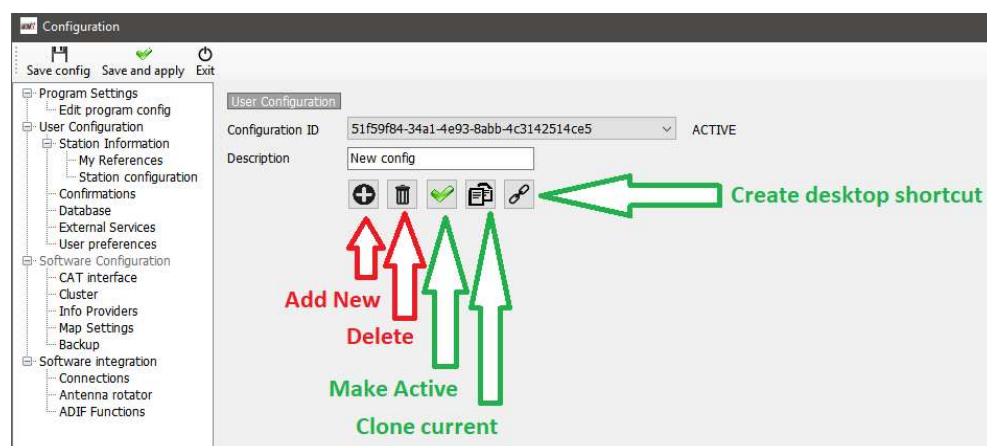 Configuration
Save config Save and apply Exit
Program Settings
Edit program config
User Configuration
Station Information
My References
Station configuration
Confirmations
Database
External Services
User preferences
Software Configuration
CAT interface
Cluster
Info Providers
Map Settings
Backup
Software integration
Connections
Antenna rotator
ADIF Functions
User Configuration
Configuration ID 51f59f84-34a1-4e93-8abb-4c3142514ce5 ACTIVE
Description New config
Create desktop shortcut
Add New
Delete
Make Active
Clone current